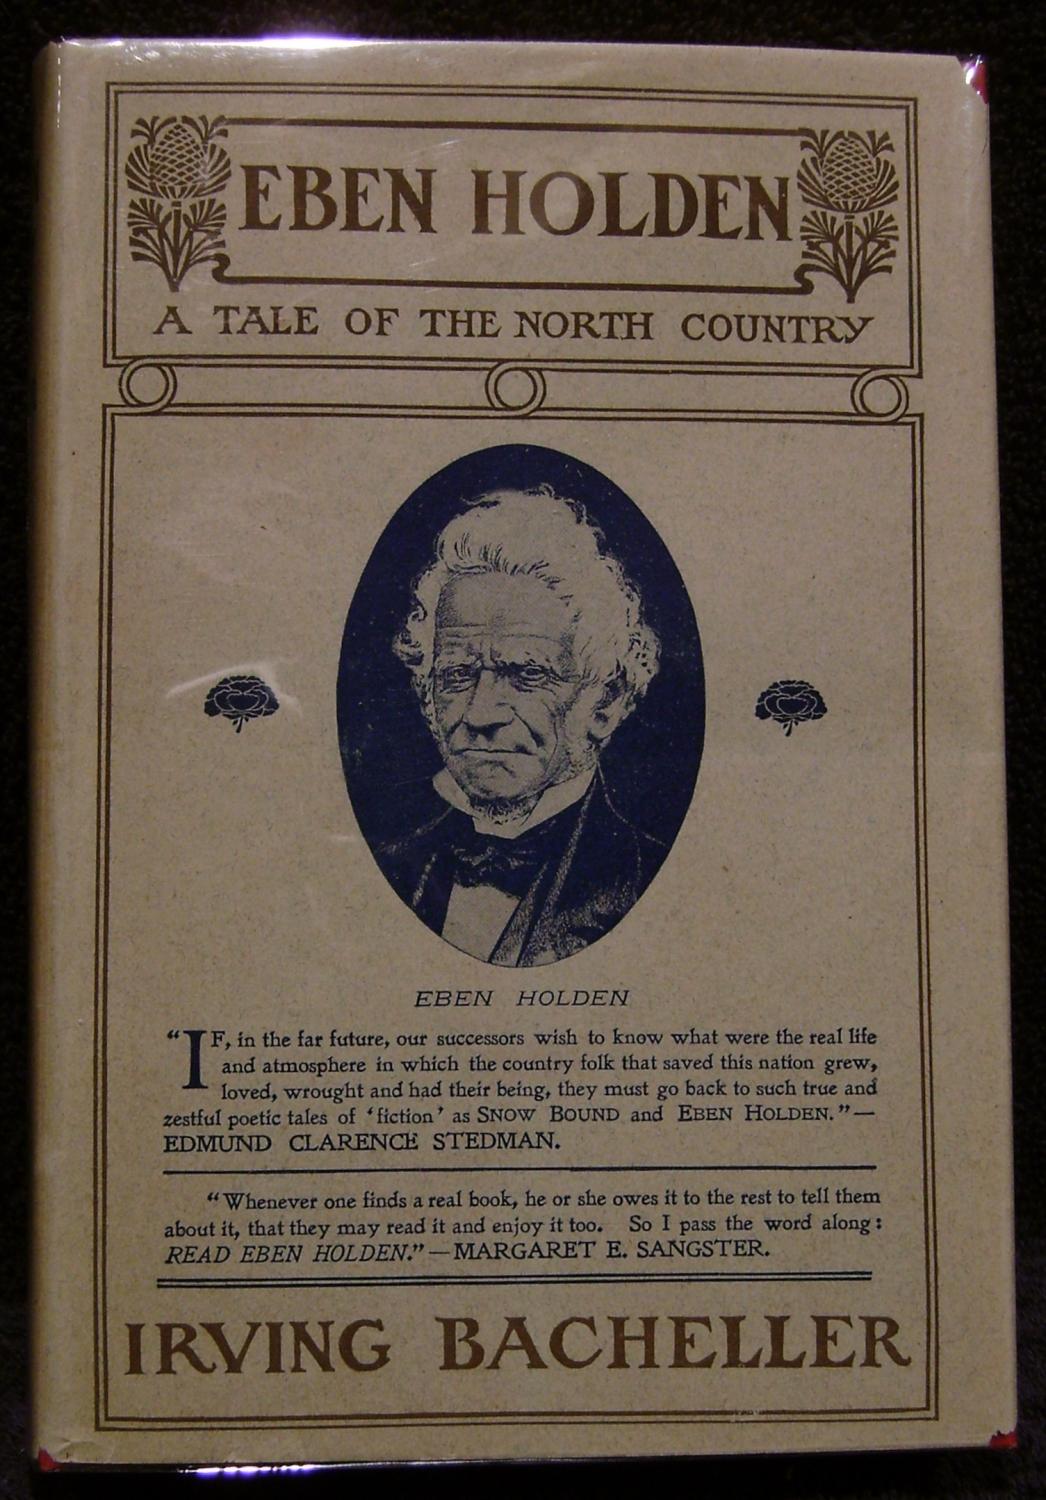 EBEN HOLDEN
A TALE OF THE NORTH COUNTRY
EBEN HOLDEN
“IF, in the far future, our successors wish to know what were the real life
and atmosphere in which the country folk that saved this nation grew,
loved, wrought and had their being, they must go back to such true and
zestful poetic tales of ‘fiction’ as SNOW BOUND and EBEN HOLDEN.”—
EDMUND CLARENCE STEDMAN.
“Whenever one finds a real book, he or she owes it to the rest to tell them
about it, that they may read it and enjoy it too. So I pass the word along:
READ EBEN HOLDEN.”—MARGARET E. SANGSTER.
IRVING BACHELLER